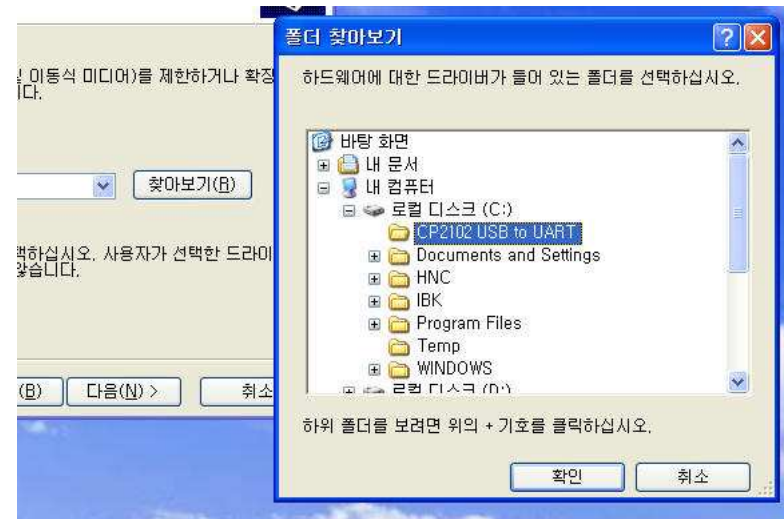 이동식 미디어)를 제한하거나 확장
니다.
찾아보기(R)
택하십시오. 사용자가 선택한 드라이
않습니다.
(B)
다음(N) >
취소
폴더 찾아보기
하드웨어에 대한 드라이버가 들어 있는 폴더를 선택하십시오.
바탕 화면
내 문서
내 컴퓨터
로컬 디스크 (C:)
CP2102 USB to UART
Documents and Settings
HNC
IBK
Program Files
Temp
WINDOWS
로컬 디스크 (D:)
하위 폴더를 보려면 위의 + 기호를 클릭하십시오.
확인
취소